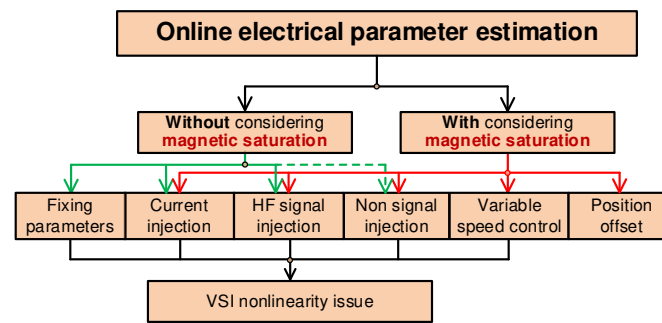 Online electrical parameter estimation
Without considering
magnetic saturation
With considering
magnetic saturation
Fixing
parameters
Current
injection
HF signal
injection
Non signal
injection
Variable
speed control
Position
offset
VSI nonlinearity issue